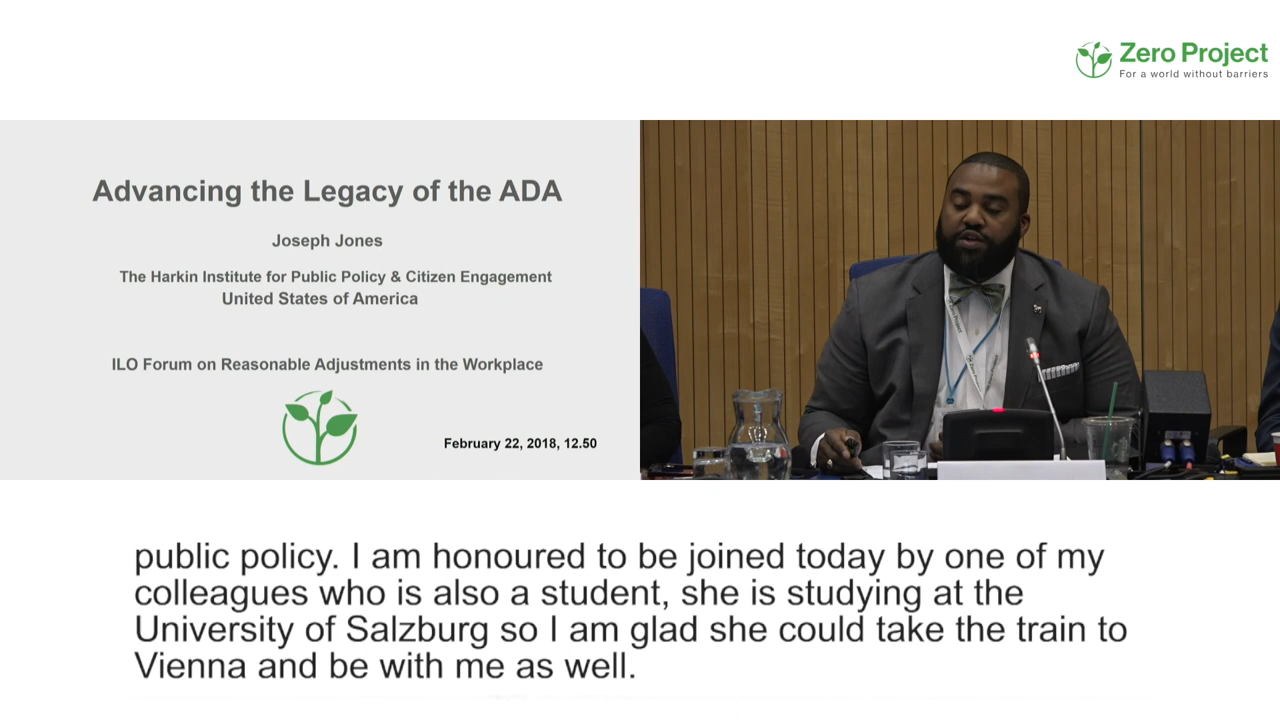 Zero Project
For a world without barriers
Advancing the Legacy of the ADA
Joseph Jones
The Harkin Institute for Public Policy & Citizen Engagement
United States of America
ILO Forum on Reasonable Adjustments in the Workplace
February 22, 2018, 12.50
public policy. I am honoured to be joined today by one of my
colleagues who is also a student, she is studying at the
University of Salzburg so I am glad she could take the train to
Vienna and be with me as well.